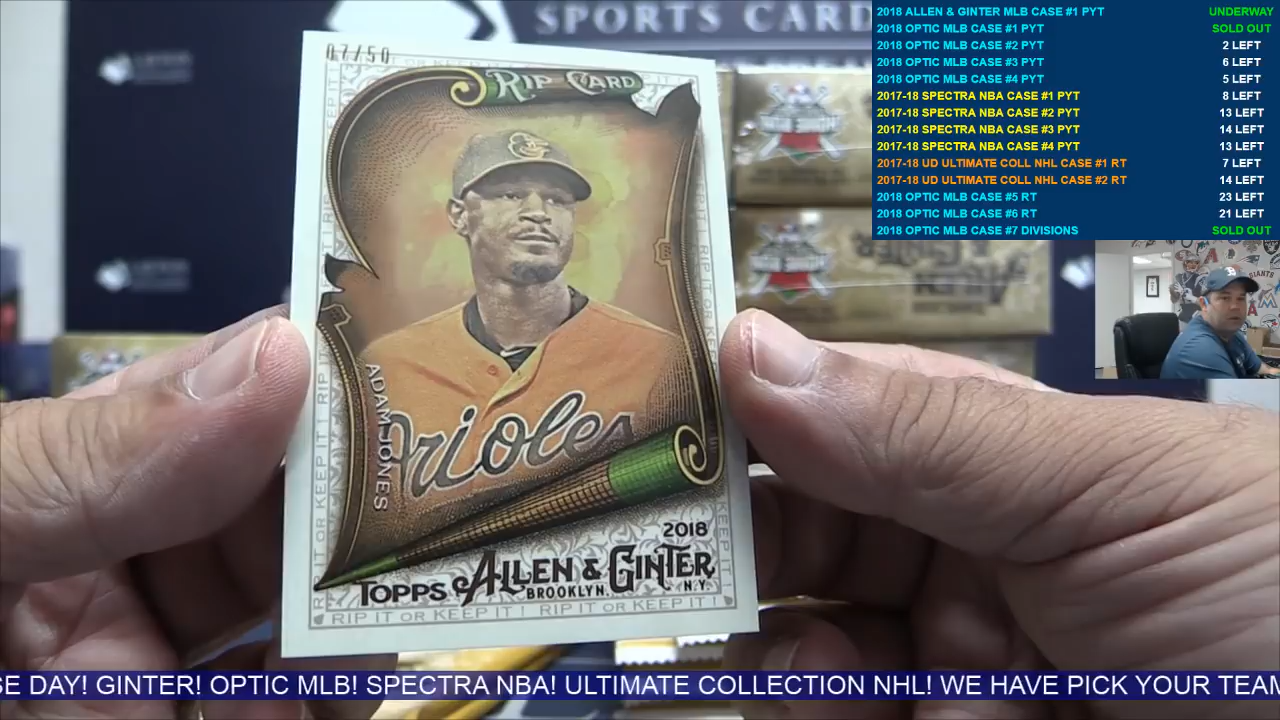 SPORTS CARD
07/50
RIP CARD
ADAM JONES
Orioles
2018
TOPPS ALLEN & GINTER
BROOKLYN, N.Y.
RIP IT OR KEEP IT! RIP IT OR KEEP IT!
2018 ALLEN & GINTER MLB CASE #1 PYT UNDERWAY
2018 OPTIC MLB CASE #1 PYT SOLD OUT
2018 OPTIC MLB CASE #2 PYT 2 LEFT
2018 OPTIC MLB CASE #3 PYT 6 LEFT
2018 OPTIC MLB CASE #4 PYT 5 LEFT
2017-18 SPECTRA NBA CASE #1 PYT 8 LEFT
2017-18 SPECTRA NBA CASE #2 PYT 13 LEFT
2017-18 SPECTRA NBA CASE #3 PYT 14 LEFT
2017-18 SPECTRA NBA CASE #4 PYT 13 LEFT
2017-18 UD ULTIMATE COLL NHL CASE #1 RT 7 LEFT
2017-18 UD ULTIMATE COLL NHL CASE #2 RT 14 LEFT
2018 OPTIC MLB CASE #5 RT 23 LEFT
2018 OPTIC MLB CASE #6 RT 21 LEFT
2018 OPTIC MLB CASE #7 DIVISIONS SOLD OUT
GIANTS
SE DAY! GINTER! OPTIC MLB! SPECTRA NBA! ULTIMATE COLLECTION NHL! WE HAVE PICK YOUR TEAM